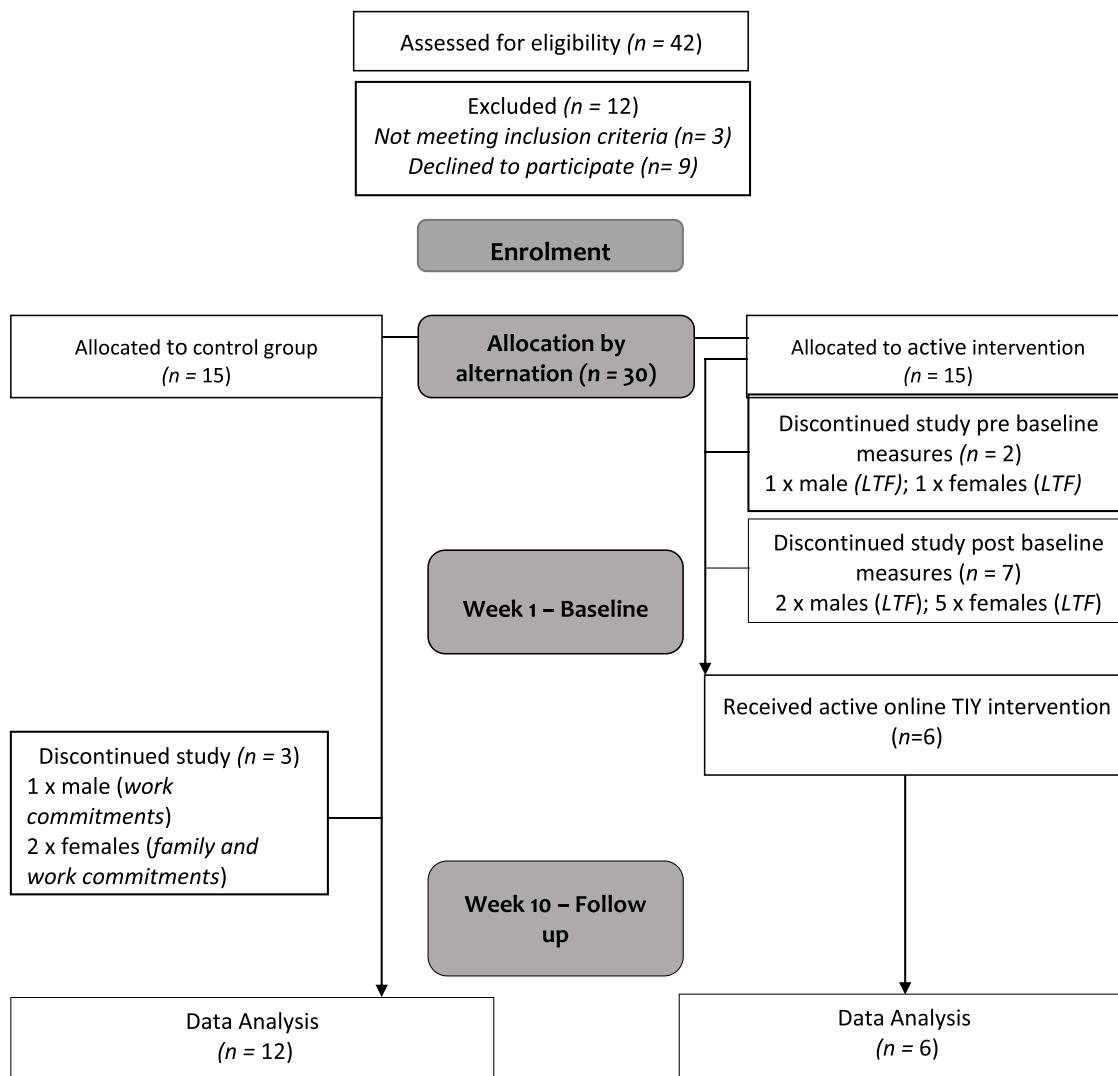 Assessed for eligibility (n = 42)
Excluded (n = 12)
Not meeting inclusion criteria (n= 3)
Declined to participate (n= 9)
Enrolment
Allocated to control group
(n = 15)
Allocation by
alternation (n = 30)
Allocated to active intervention
(n = 15)
Discontinued study pre baseline
measures (n = 2)
1 x male (LTF); 1 x females (LTF)
Discontinued study post baseline
measures (n = 7)
2 x males (LTF); 5 x females (LTF)
Week 1 – Baseline
Received active online TIY intervention
(n=6)
Discontinued study (n = 3)
1 x male (work
commitments)
2 x females (family and
work commitments)
Week 10 – Follow
up
Data Analysis
(n = 12)
Data Analysis
(n = 6)